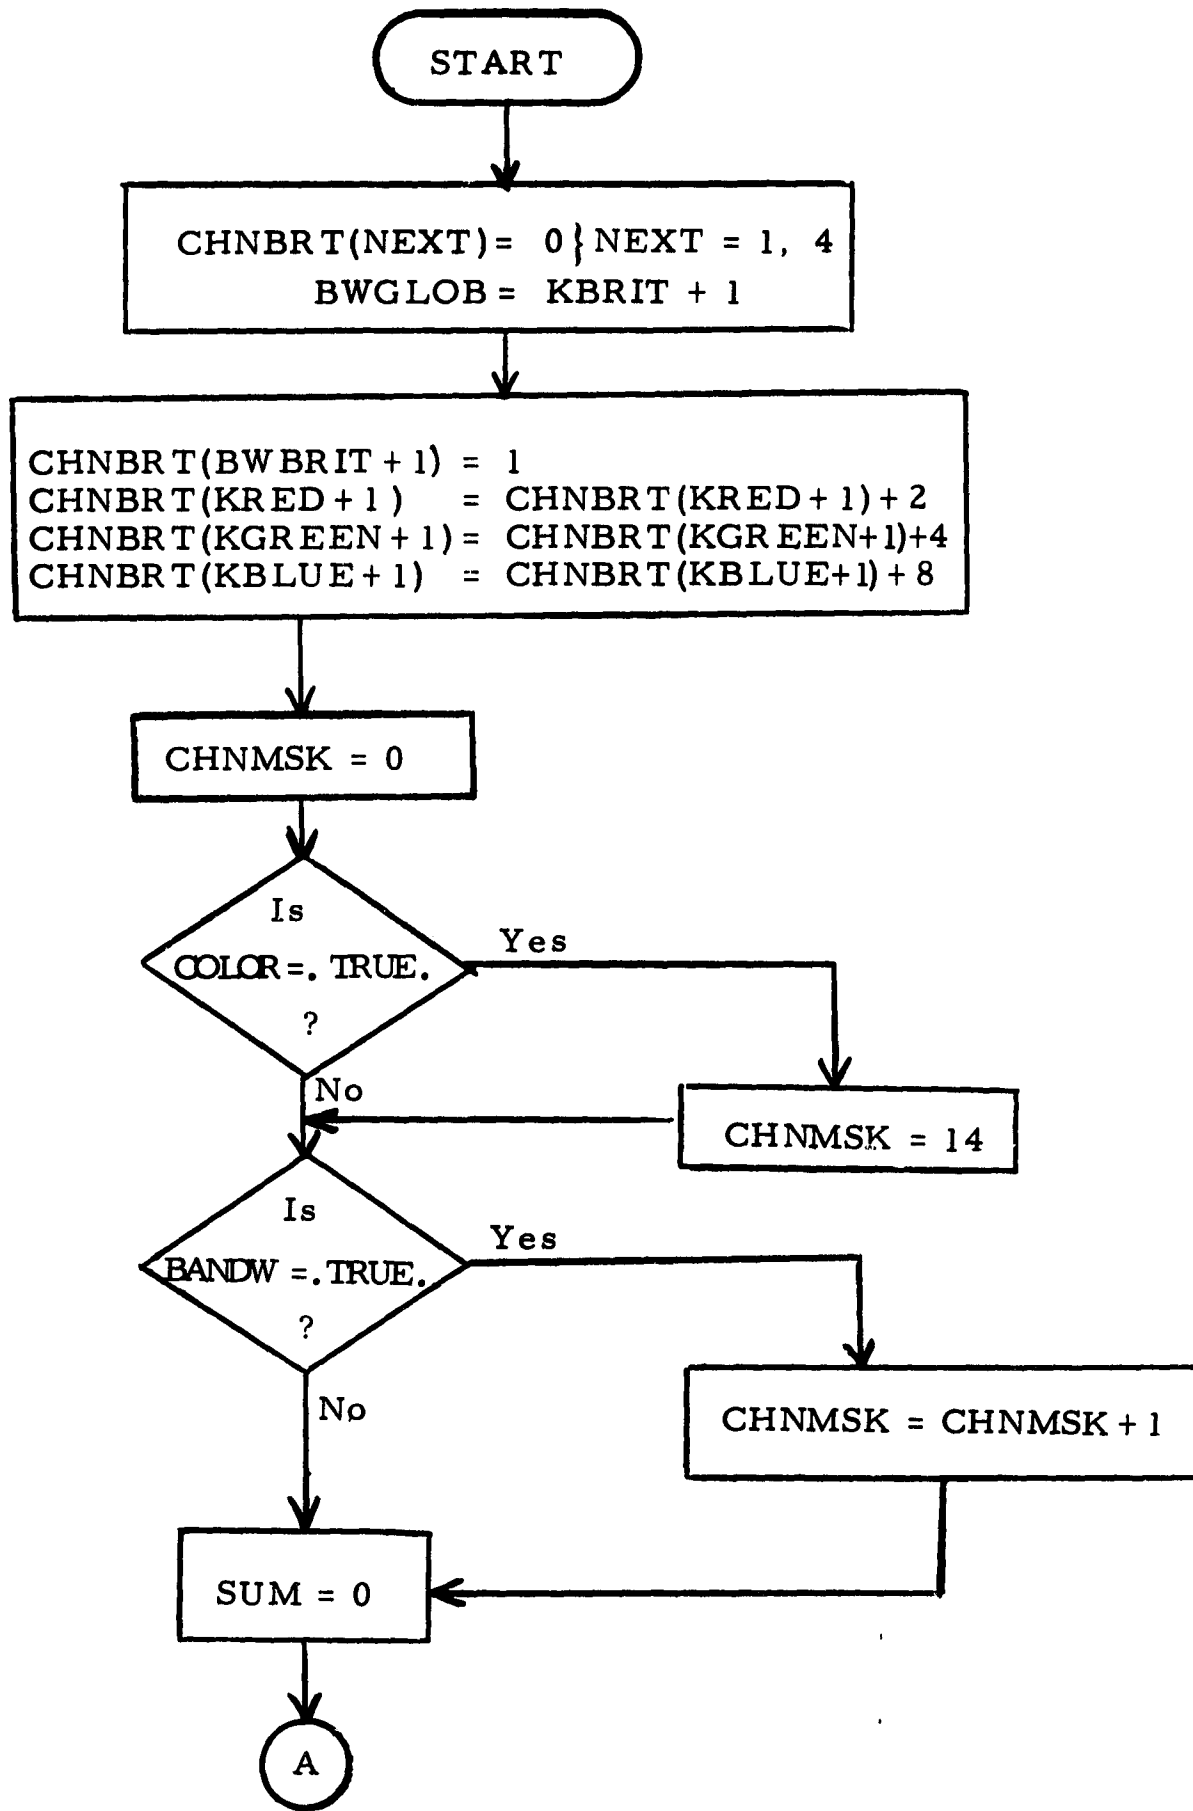 START
CHNBRT(NEXT)= 0 } NEXT = 1, 4
BWGLOB= KBRIT + 1
CHNBRT(BWBRIT+1) = 1
CHNBRT(KRED+1) = CHNBRT(KRED+1)+2
CHNBRT(KGREEN+1)= CHNBRT(KGREEN+1)+4
CHNBRT(KBLUE+1) = CHNBRT(KBLUE+1)+8
CHNMSK = 0
Is
COLOR=. TRUE.
?
Yes
No
CHNMSK = 14
Is
BANDW =. TRUE.
?
Yes
No
CHNMSK = CHNMSK+1
SUM = 0
A